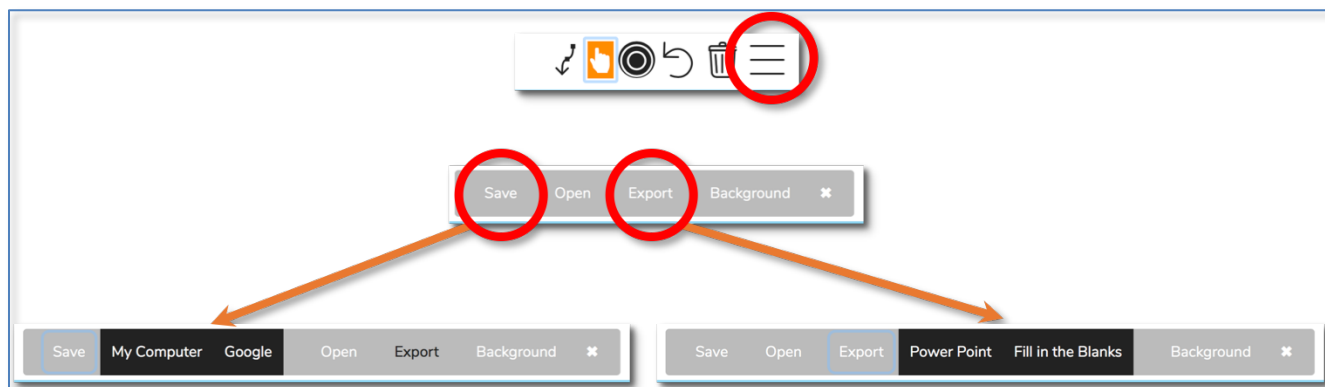 Save Open Export Background ✖
Save My Computer Google Open Export Background ✖
Save Open Export Power Point Fill in the Blanks Background ✖